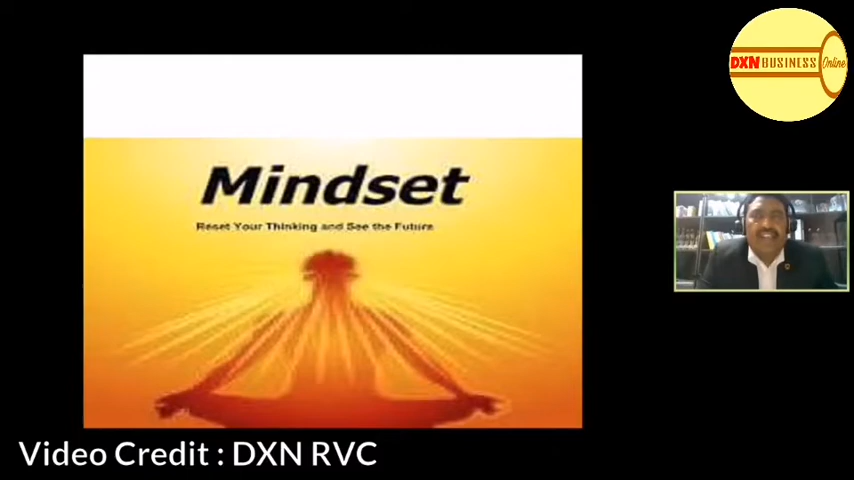 DXN BUSINESS Online
Mindset
Reset Your Thinking and See the Future
Video Credit : DXN RVC